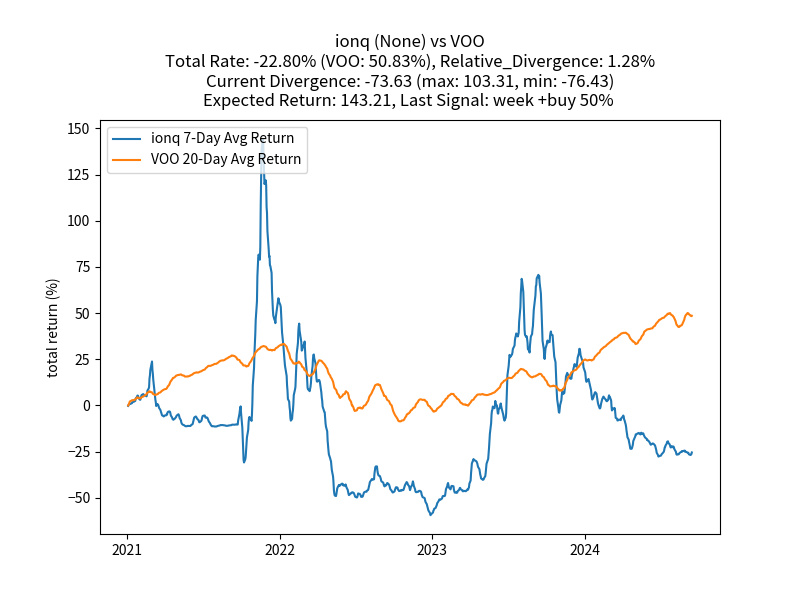 ionq (None) vs VOO
Total Rate: -22.80% (VOO: 50.83%), Relative_Divergence: 1.28%
Current Divergence: -73.63 (max: 103.31, min: -76.43)
Expected Return: 143.21, Last Signal: week +buy 50%
ionq 7-Day Avg Return
VOO 20-Day Avg Return
total return (%)
150
125
100
75
50
25
0
−25
−50
2021
2022
2023
2024